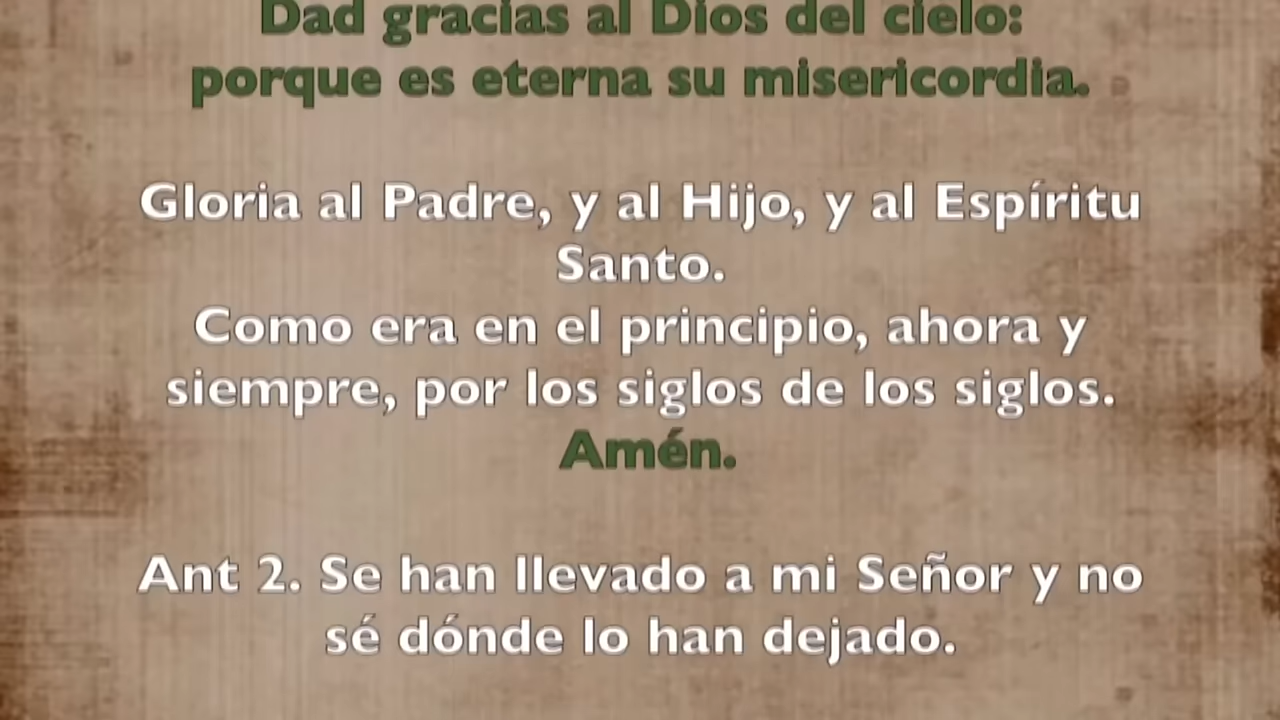 Dad gracias al Dios del cielo:
porque es eterna su misericordia.
Gloria al Padre, y al Hijo, y al Espíritu
Santo.
Como era en el principio, ahora y
siempre, por los siglos de los siglos.
Amén.
Ant 2. Se han llevado a mi Señor y no
sé dónde lo han dejado.